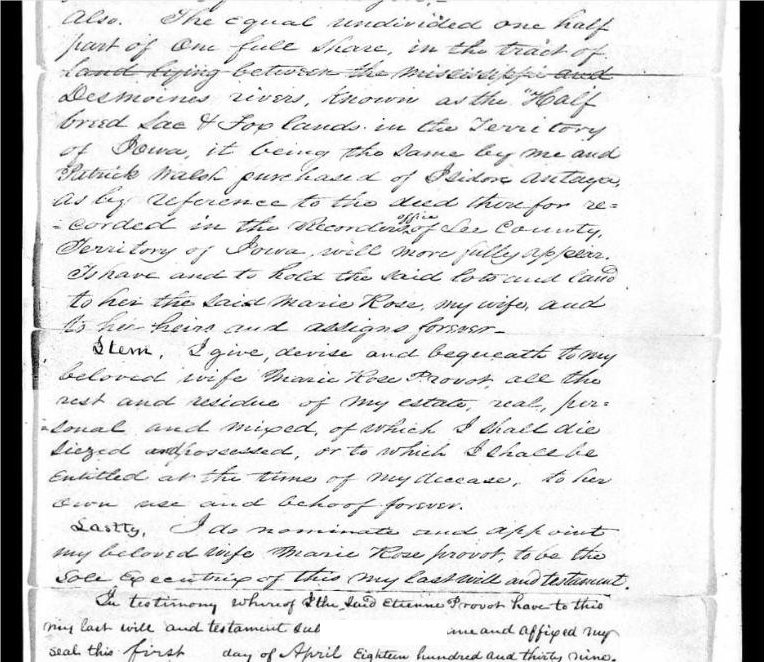 Also. The equal undivided one half
part of one full share, in the tract of
land lying between the missisippi and
Desmoines rivers, known as the "Half
breed Sac & Fox lands. in the Territory
of Iowa, it being the same by me and
Patrick Walsh purchased of Isidore Antaya,
as by reference to the deed therefor re=
=corded in the Recorders office of Lee County,
Territory of Iowa, will more fully appear.
To have and to hold the said lots and land
to her the said Marie Rose, my wife, and
to her heirs and assigns forever-
Item. I give, devise and bequeath to my
beloved wife Marie Rose Provot, all the
rest and residue of my estate, real, per=
=sonal and mixed, of which I shall die
siezed and possessed, or to which I shall be
entitled at the time of my decease, to her
own use and behoof forever.
Lastly, I do nominate and appoint
my beloved wife Marie Rose provot, to be the
Sole Executrix of this my last will and testament.
In testimony whereof I the said Etienne Provot have to this
my last will and testament sub ame and affixed my
seal this first day of April Eighteen hundred and thirty nine.